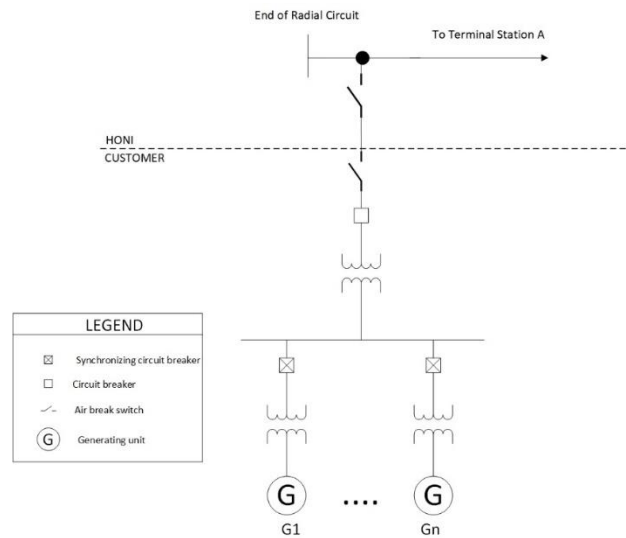 End of Radial Circuit
To Terminal Station A
HONI
CUSTOMER
LEGEND
Synchronizing circuit breaker
Circuit breaker
Air break switch
G Generating unit
G .... G
G1 Gn